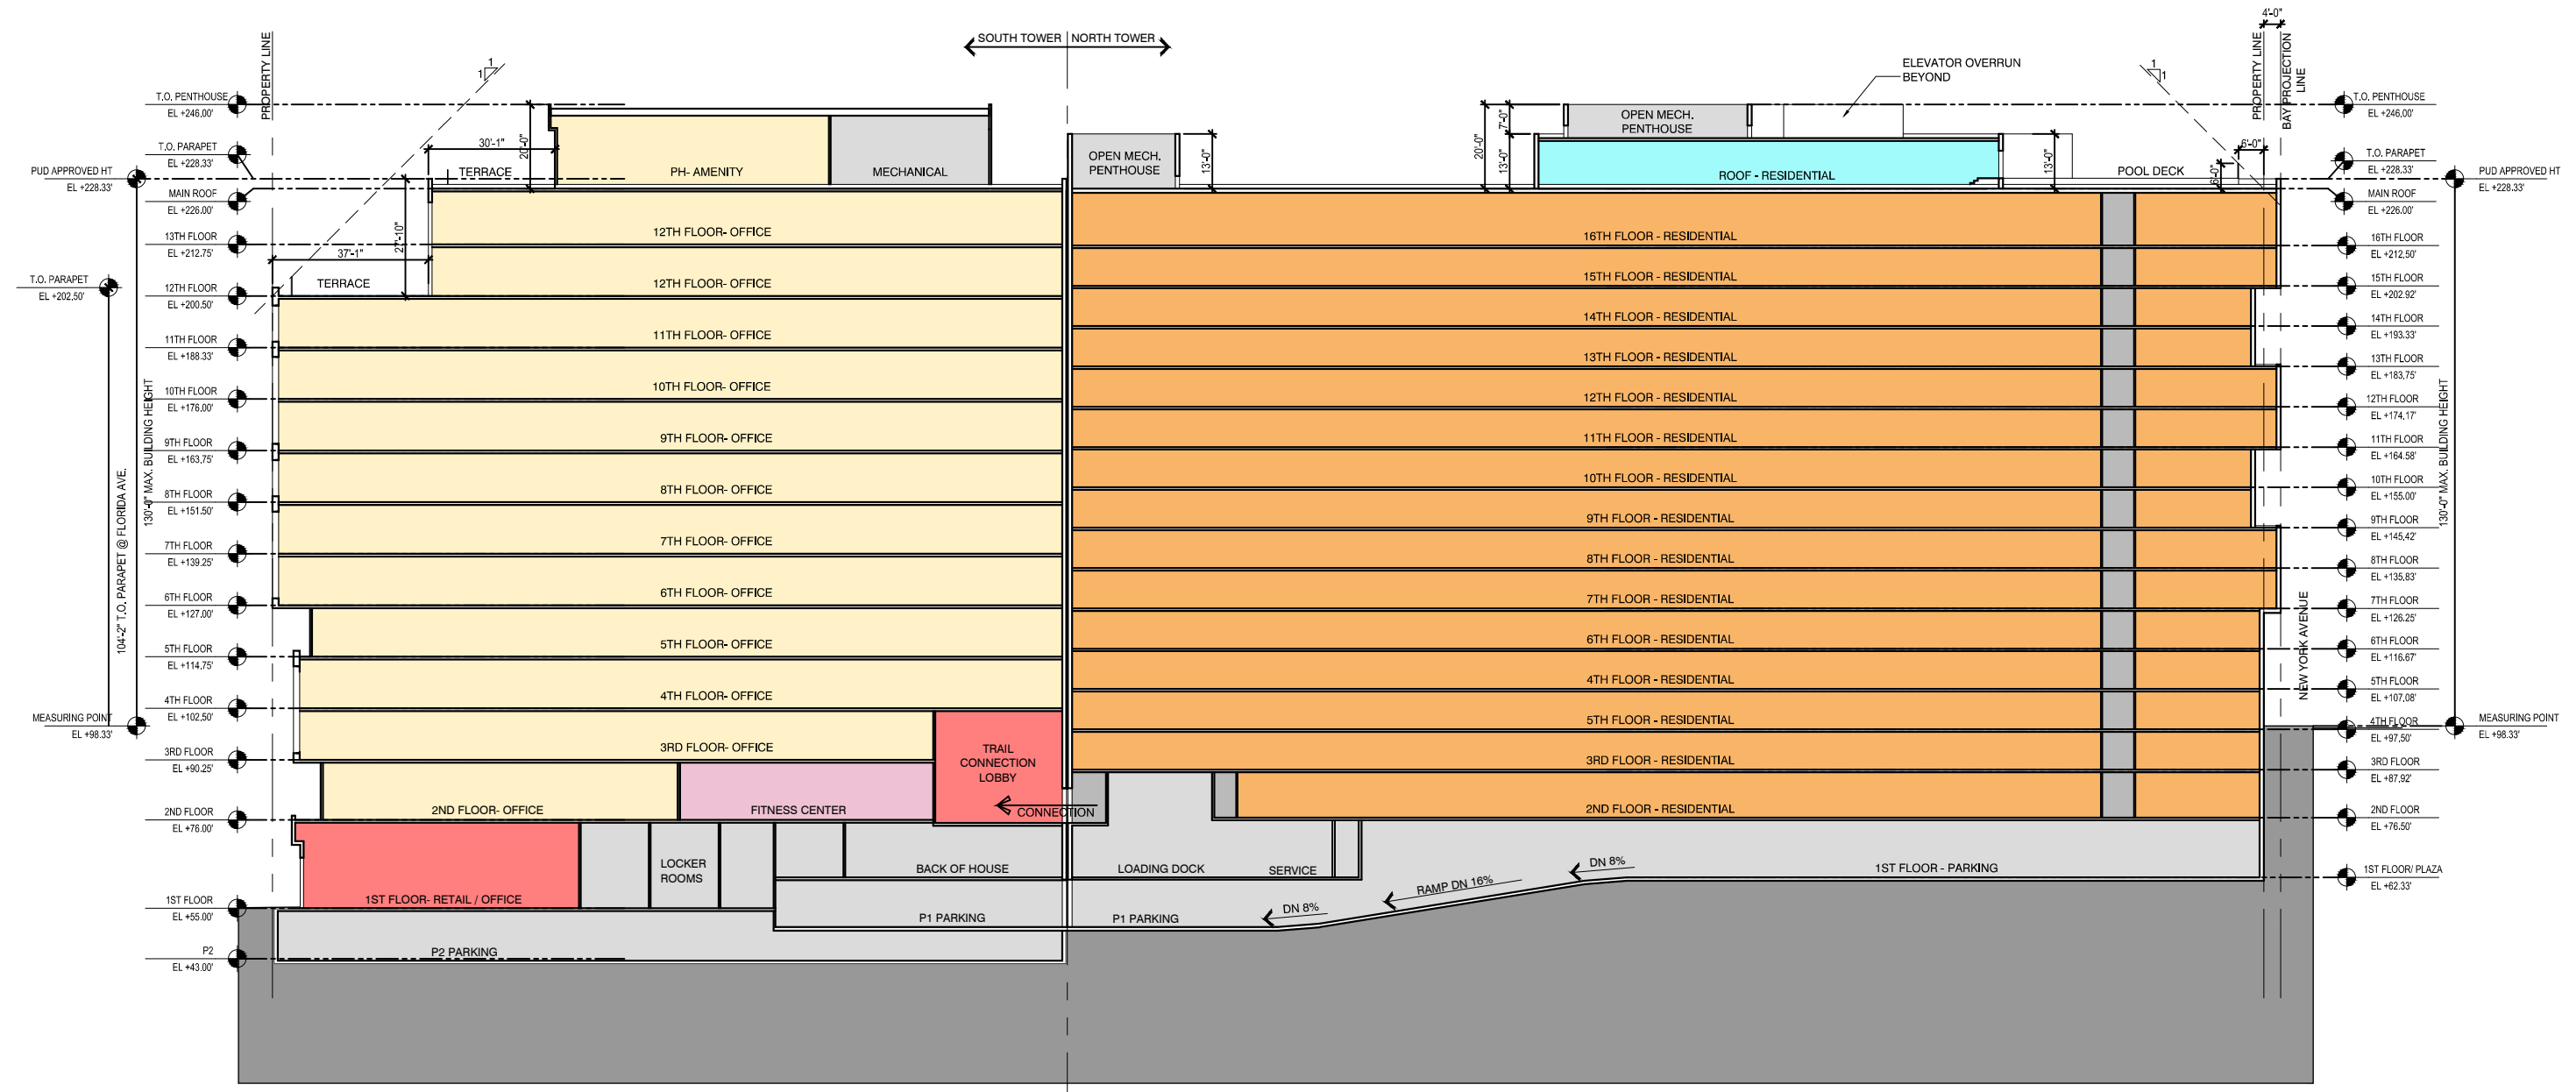 4'-0"
SOUTH TOWER
NORTH TOWER
PROPERTY LINE
1
1
ELEVATOR OVERRUN
BEYOND
1
1
PROPERTY LINE
BAY PROJECTION
LINE
T.O. PENTHOUSE
EL +246.00'
T.O. PARAPET
EL +228.33'
PUD APPROVED HT
EL +228.33'
MAIN ROOF
EL +226.00'
13TH FLOOR
EL +212.75'
T.O. PARAPET
EL +202.50'
12TH FLOOR
EL +200.50'
11TH FLOOR
EL +188.33'
10TH FLOOR
EL +176.00'
9TH FLOOR
EL +163.75'
8TH FLOOR
EL +151.50'
7TH FLOOR
EL +139.25'
6TH FLOOR
EL +127.00'
5TH FLOOR
EL +114.75'
4TH FLOOR
EL +102.50'
MEASURING POINT
EL +98.33'
3RD FLOOR
EL +90.25'
2ND FLOOR
EL +76.00'
1ST FLOOR
EL +55.00'
P2
EL +43.00'
104'-2" T.O. PARAPET @ FLORIDA AVE.
130'-0" MAX. BUILDING HEIGHT
30'-1"
20'-0"
TERRACE
PH- AMENITY
MECHANICAL
27'-10"
37'-1"
TERRACE
12TH FLOOR- OFFICE
12TH FLOOR- OFFICE
11TH FLOOR- OFFICE
10TH FLOOR- OFFICE
9TH FLOOR- OFFICE
8TH FLOOR- OFFICE
7TH FLOOR- OFFICE
6TH FLOOR- OFFICE
5TH FLOOR- OFFICE
4TH FLOOR- OFFICE
3RD FLOOR- OFFICE
TRAIL
CONNECTION
LOBBY
2ND FLOOR- OFFICE
FITNESS CENTER
CONNECTION
LOCKER
ROOMS
BACK OF HOUSE
1ST FLOOR- RETAIL / OFFICE
P1 PARKING
P2 PARKING
OPEN MECH.
PENTHOUSE
13'-0"
20'-0"
7'-0"
13'-0"
OPEN MECH.
PENTHOUSE
ROOF - RESIDENTIAL
13'-0"
POOL DECK
6'-0"
6'-0"
16TH FLOOR - RESIDENTIAL
15TH FLOOR - RESIDENTIAL
14TH FLOOR - RESIDENTIAL
13TH FLOOR - RESIDENTIAL
12TH FLOOR - RESIDENTIAL
11TH FLOOR - RESIDENTIAL
10TH FLOOR - RESIDENTIAL
9TH FLOOR - RESIDENTIAL
8TH FLOOR - RESIDENTIAL
7TH FLOOR - RESIDENTIAL
6TH FLOOR - RESIDENTIAL
4TH FLOOR - RESIDENTIAL
5TH FLOOR - RESIDENTIAL
3RD FLOOR - RESIDENTIAL
2ND FLOOR - RESIDENTIAL
LOADING DOCK
SERVICE
DN 8%
1ST FLOOR - PARKING
RAMP DN 16%
DN 8%
P1 PARKING
T.O. PENTHOUSE
EL +246.00'
T.O. PARAPET
EL +228.33'
PUD APPROVED HT
EL +228.33'
MAIN ROOF
EL +226.00'
16TH FLOOR
EL +212.50'
15TH FLOOR
EL +202.92'
14TH FLOOR
EL +193.33'
13TH FLOOR
EL +183.75'
12TH FLOOR
EL +174.17'
11TH FLOOR
EL +164.58'
10TH FLOOR
EL +155.00'
9TH FLOOR
EL +145.42'
8TH FLOOR
EL +135.83'
7TH FLOOR
EL +126.25'
6TH FLOOR
EL +116.67'
5TH FLOOR
EL +107.08'
4TH FLOOR
EL +97.50'
MEASURING POINT
EL +98.33'
3RD FLOOR
EL +87.92'
2ND FLOOR
EL +76.50'
1ST FLOOR/ PLAZA
EL +62.33'
130'-0" MAX. BUILDING HEIGHT
NEW YORK AVENUE